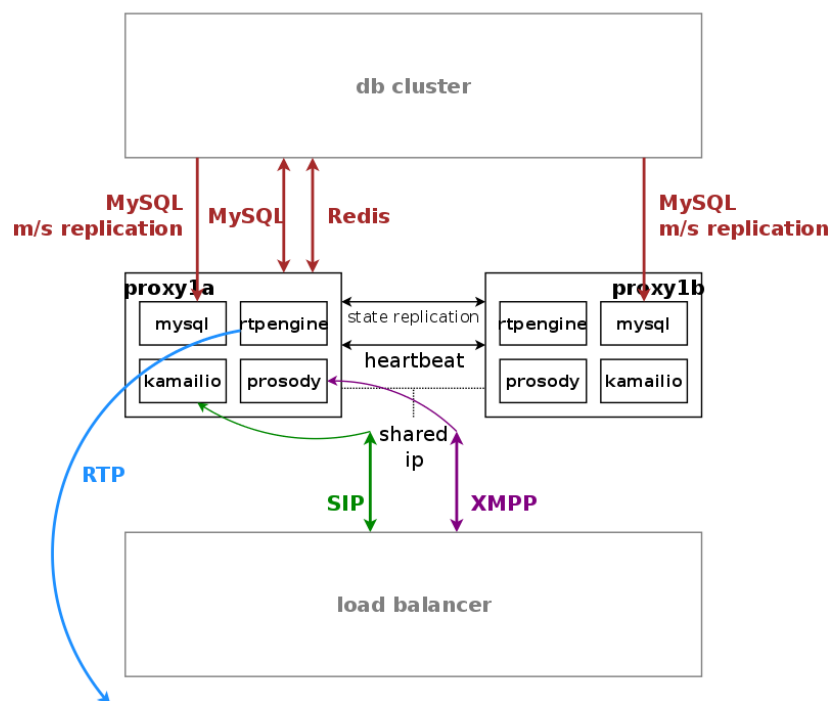 db cluster
MySQL
m/s replication
MySQL
Redis
MySQL
m/s replication
proxy1a
proxy1b
mysql
rtpengine
state replication
rtpengine
mysql
heartbeat
kamailio
prosody
prosody
kamailio
shared
ip
RTP
SIP
XMPP
load balancer